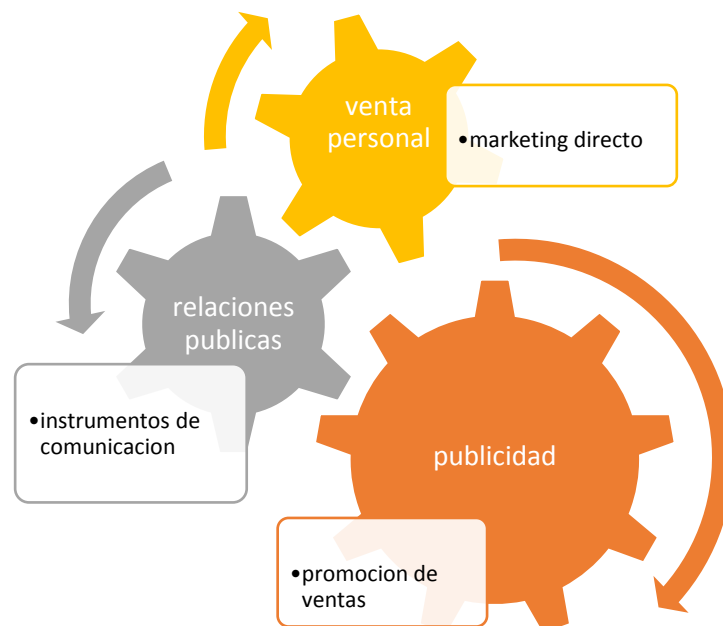 venta
personal
•marketing directo
relaciones
publicas
•instrumentos de
comunicacion
publicidad
•promocion de
ventas